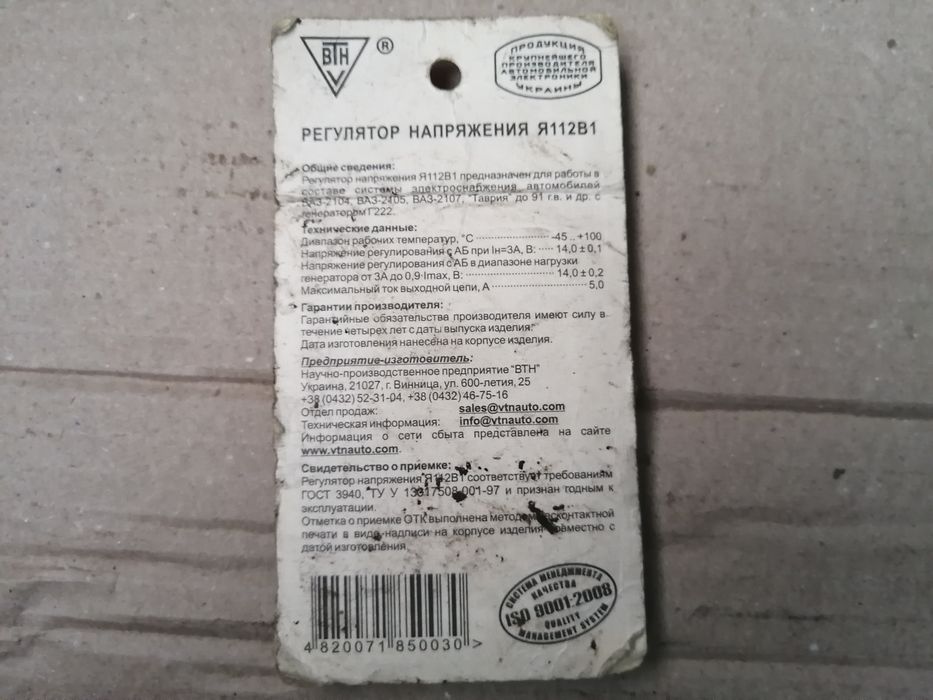 ВТН ®
ПРОДУКЦИЯ
КРУПНЕЙШЕГО
ПРОИЗВОДИТЕЛЯ
АВТОМОБИЛЬНОЙ
ЭЛЕКТРОНИКИ
УКРАИНЫ
РЕГУЛЯТОР НАПРЯЖЕНИЯ Я112В1
Общие сведения:
Регулятор напряжения Я112В1 предназначен для работы в
составе системы электроснабжения автомобилей
ВАЗ-2104, ВАЗ-2105, ВАЗ-2107, "Таврия" до 91 г.в. и др. с
генератором Г222.
Технические данные:
Диапазон рабочих температур, °С -45 .. +100
Напряжение регулирования с АБ при Iн=3А, В: 14,0 ± 0,1
Напряжение регулирования с АБ в диапазоне нагрузки
генератора от 3А до 0,9·Imax, В: 14,0 ± 0,2
Максимальный ток выходной цепи, А 5,0
Гарантии производителя:
Гарантийные обязательства производителя имеют силу в
течение четырех лет с даты выпуска изделия.
Дата изготовления нанесена на корпусе изделия.
Предприятие-изготовитель:
Научно-производственное предприятие "ВТН"
Украина, 21027, г. Винница, ул. 600-летия, 25
+38 (0432) 52-31-04, +38 (0432) 46-75-16
Отдел продаж: sales@vtnauto.com
Техническая информация: info@vtnauto.com
Информация о сети сбыта представлена на сайте
www.vtnauto.com.
Свидетельство о приемке:
Регулятор напряжения Я112В1 соответствует требованиям
ГОСТ 3940, ТУ У 13317508-001-97 и признан годным к
эксплуатации.
Отметка о приемке ОТК выполнена методом бесконтактной
печати в виде надписи на корпусе изделия совместно с
датой изготовления
4 820071 850030 >
СИСТЕМА МЕНЕДЖМЕНТА
КАЧЕСТВА
ISO 9001:2008
QUALITY
MANAGEMENT SYSTEM